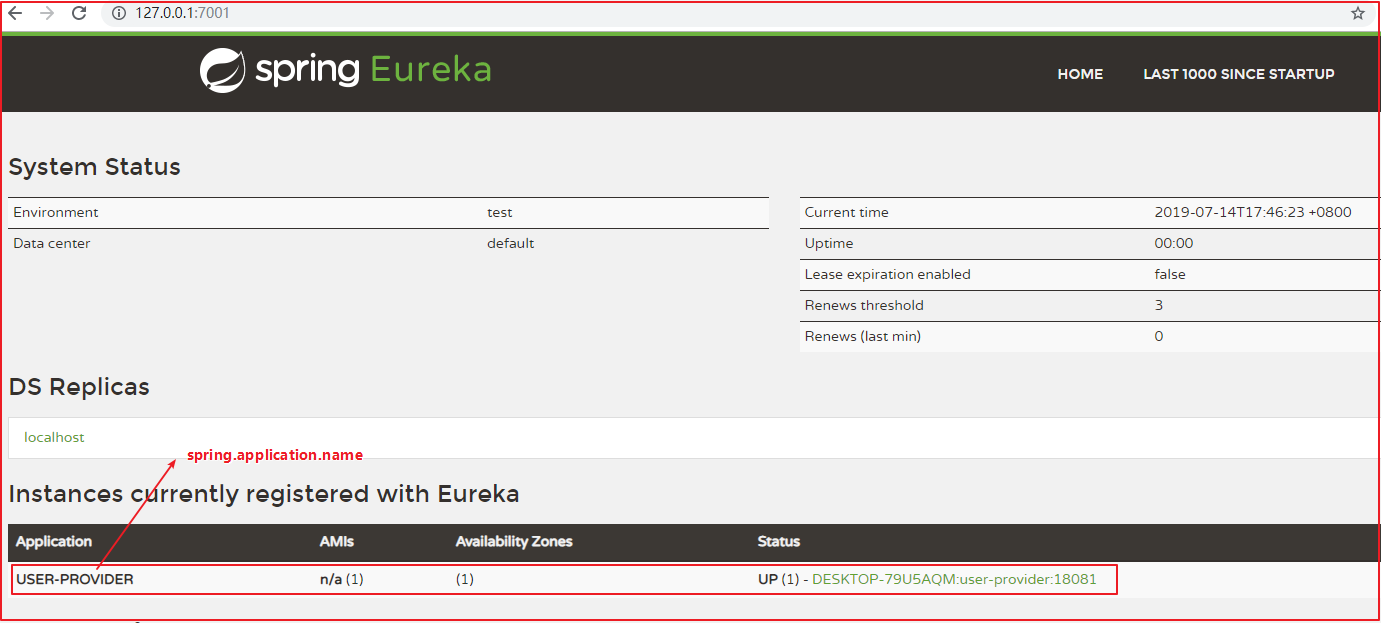 127.0.0.1:7001
spring Eureka
HOME LAST 1000 SINCE STARTUP
System Status
Environment test
Data center default
Current time 2019-07-14T17:46:23 +0800
Uptime 00:00
Lease expiration enabled false
Renews threshold 3
Renews (last min) 0
DS Replicas
localhost
spring.application.name
Instances currently registered with Eureka
Application AMIs Availability Zones Status
USER-PROVIDER n/a (1) (1) UP (1) - DESKTOP-79U5AQM:user-provider:18081